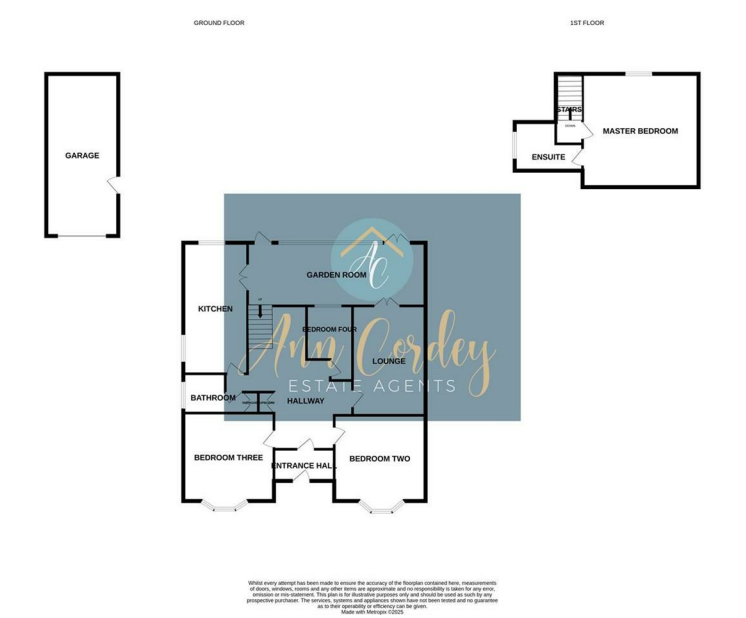 GROUND FLOOR
1ST FLOOR
GARAGE
STAIRS
DOWN
MASTER BEDROOM
ENSUITE
AC
GARDEN ROOM
KITCHEN
UP
BEDROOM FOUR
LOUNGE
Ann Cordey
ESTATE AGENTS
BATHROOM
HALLWAY
BEDROOM THREE
ENTRANCE HALL
BEDROOM TWO
Whilst every attempt has been made to ensure the accuracy of the floorplan contained here, measurements
of doors, windows, rooms and any other items are approximate and no responsibility is taken for any error,
omission or mis-statement. This plan is for illustrative purposes only and should be used as such by any
prospective purchaser. The services, systems and appliances shown have not been tested and no guarantee
as to their operability or efficiency can be given.
Made with Metropix ©2025